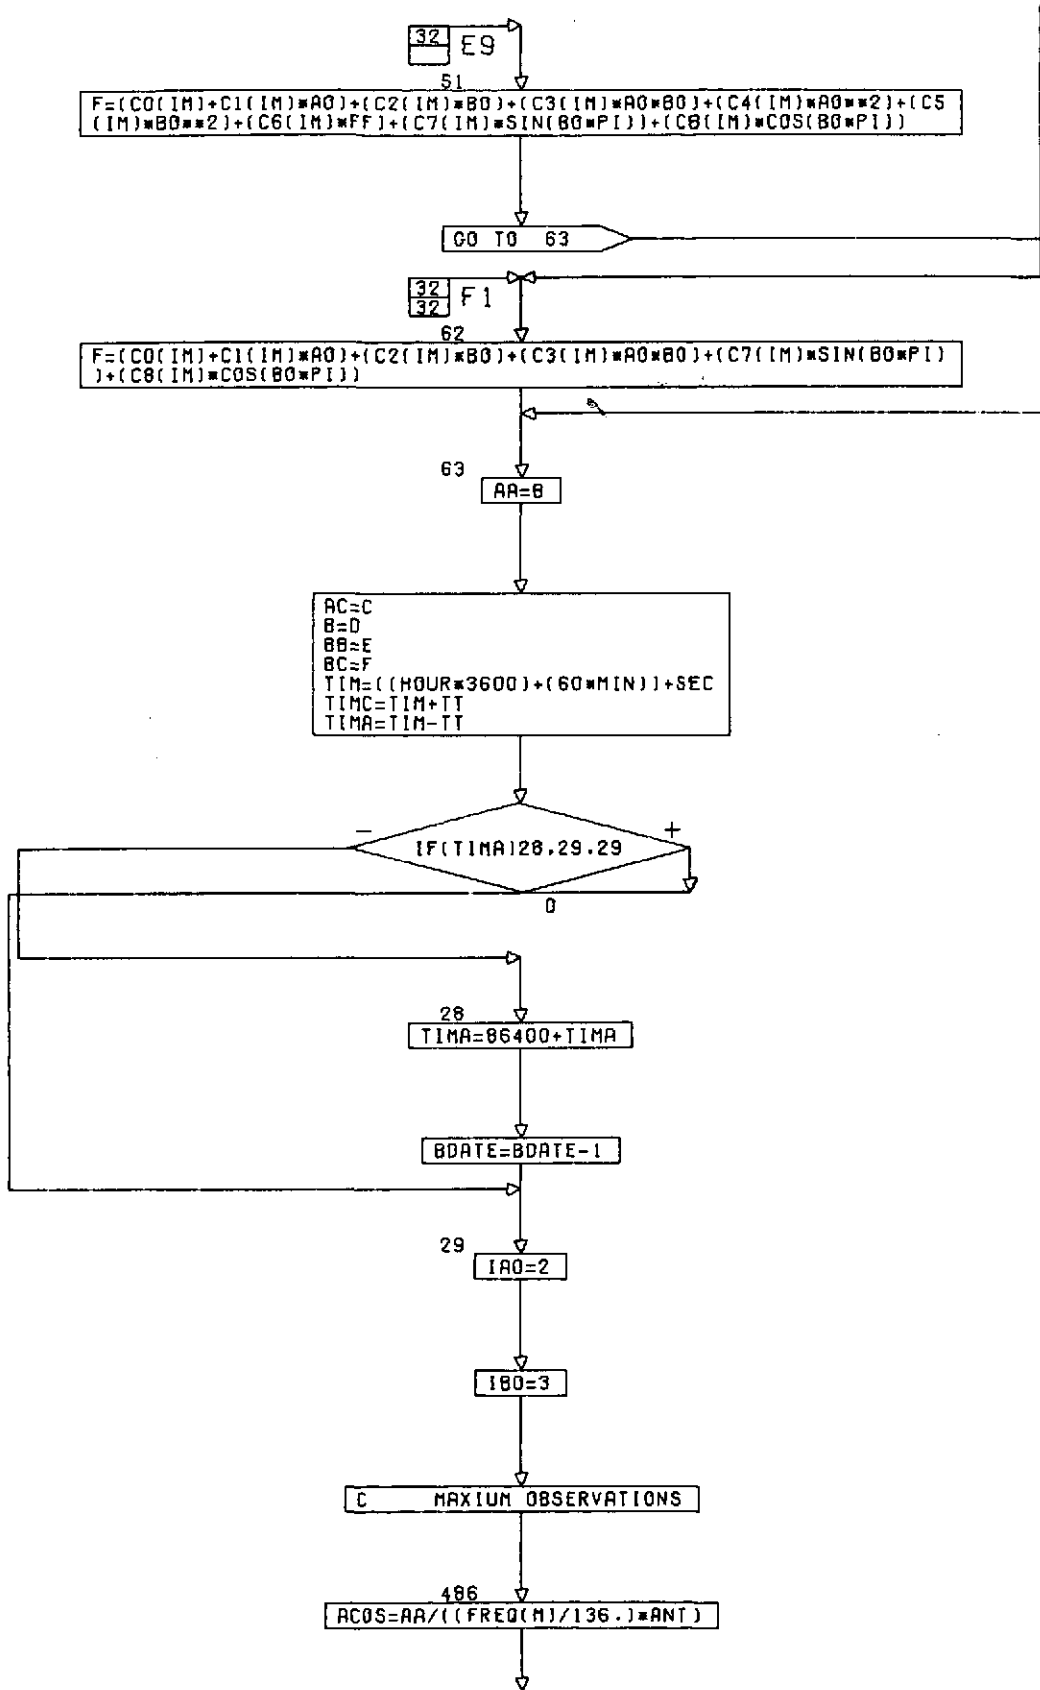 32
E9
51
F=(C0(IM)+C1(IM)*A0)+(C2(IM)*B0)+(C3(IM)*A0*B0)+(C4(IM)*A0**2)+(C5
(IM)*B0**2)+(C6(IM)*FF)+(C7(IM)*SIN(B0*PI))+(C8(IM)*COS(B0*PI))
GO TO 63
32
32
F1
62
F=(C0(IM)+C1(IM)*A0)+(C2(IM)*B0)+(C3(IM)*A0*B0)+(C7(IM)*SIN(B0*PI)
)+(C8(IM)*COS(B0*PI))
63
AA=B
AC=C
B=D
BB=E
BC=F
TIM=((HOUR*3600)+(60*MIN))+SEC
TIMC=TIM+TT
TIMA=TIM-TT
- +
IF(TIMA)28,29,29
0
28
TIMA=86400+TIMA
BDATE=BDATE-1
29
IAO=2
IBO=3
C MAXIUM OBSERVATIONS
486
ACOS=AA/((FREQ(M)/136.)*ANT)